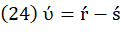 (24) ύ = ŕ − ś